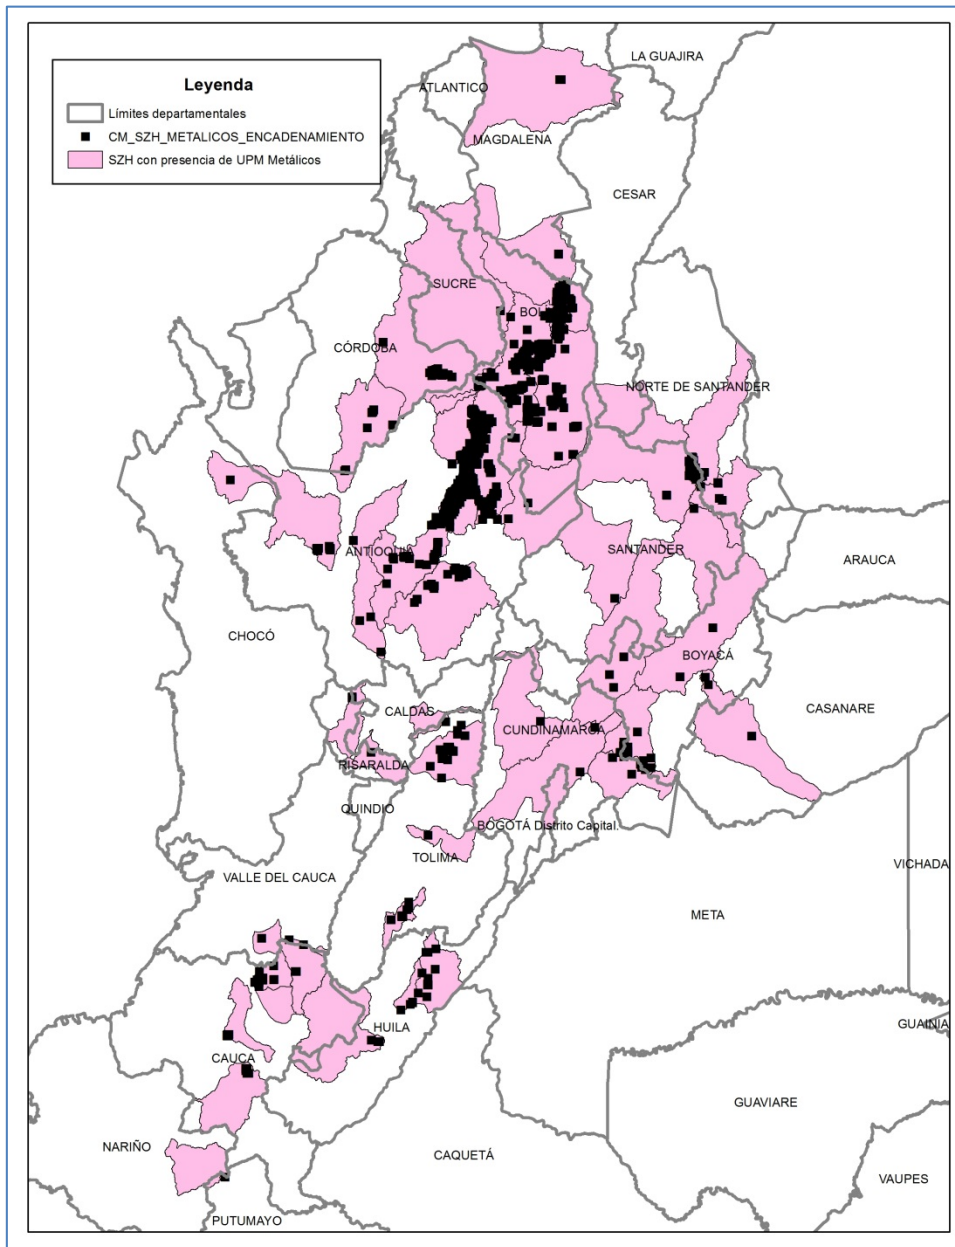 LA GUAJIRA
Leyenda
ATLANTICO
Límites departamentales
CM_SZH_METALICOS_ENCADENAMIENTO
MAGDALENA
SZH con presencia de UPM Metálicos
CESAR
SUCRE
CÓRDOBA
NORTE DE SANTANDER
ANTIOQUIA
SANTANDER
ARAUCA
CHOCÓ
BOYACÁ
CASANARE
CALDAS
CUNDINAMARCA
RISARALDA
QUINDIO
BOGOTÁ Distrito Capital.
TOLIMA
VICHADA
VALLE DEL CAUCA
META
GUAINIA
HUILA
CAUCA
GUAVIARE
NARIÑO
CAQUETÁ
VAUPES
PUTUMAYO